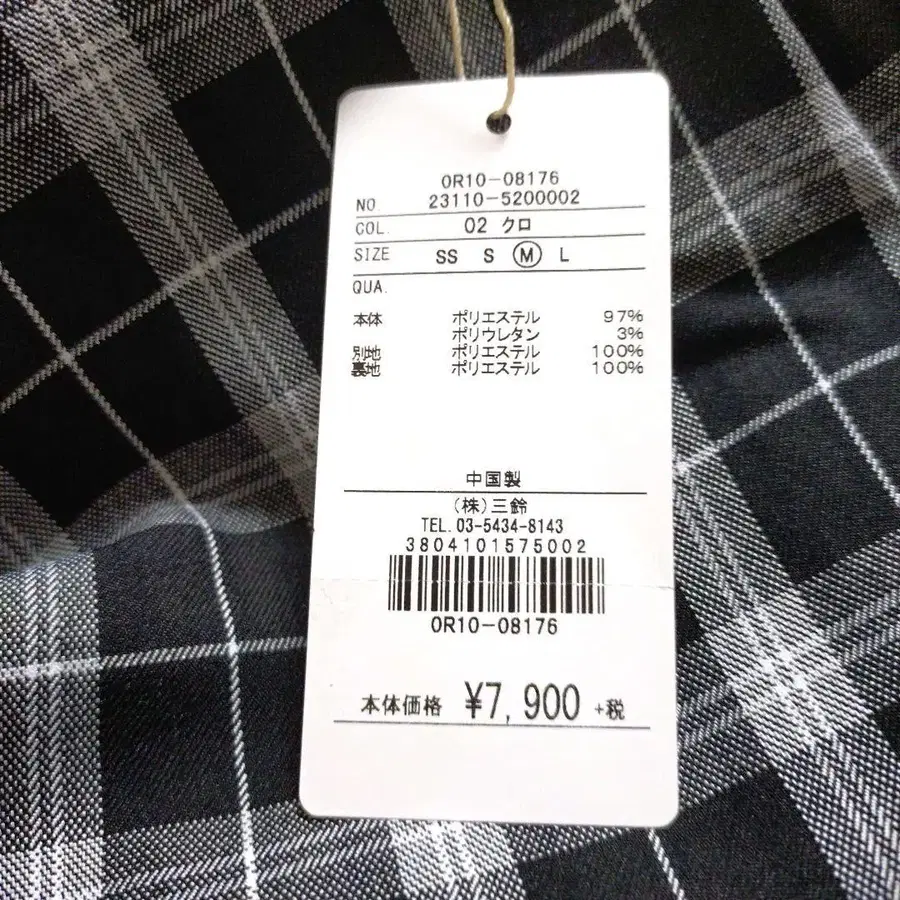 0R10-08176
NO. 23110-5200002
COL. 02 クロ
SIZE SS S M L
QUA.
本体 ポリエステル 97%
ポリウレタン 3%
別地 ポリエステル 100%
裏地 ポリエステル 100%
中国製
(株)三鈴
TEL. 03-5434-8143
3804101575002
0R10-08176
本体価格 ¥7,900 +税